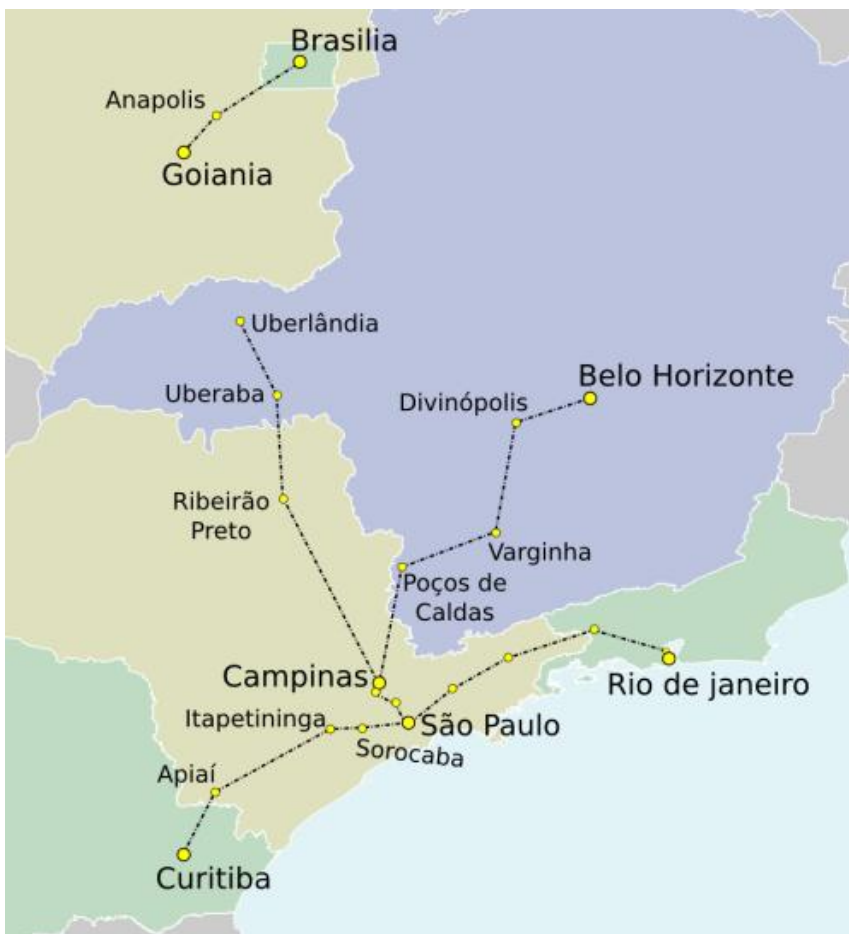 Brasilia
Anapolis
Goiania
Uberlândia
Uberaba
Belo Horizonte
Divinópolis
Ribeirão
Preto
Varginha
Poços de
Caldas
Campinas
Rio de janeiro
Itapetininga
São Paulo
Sorocaba
Apiaí
Curitiba